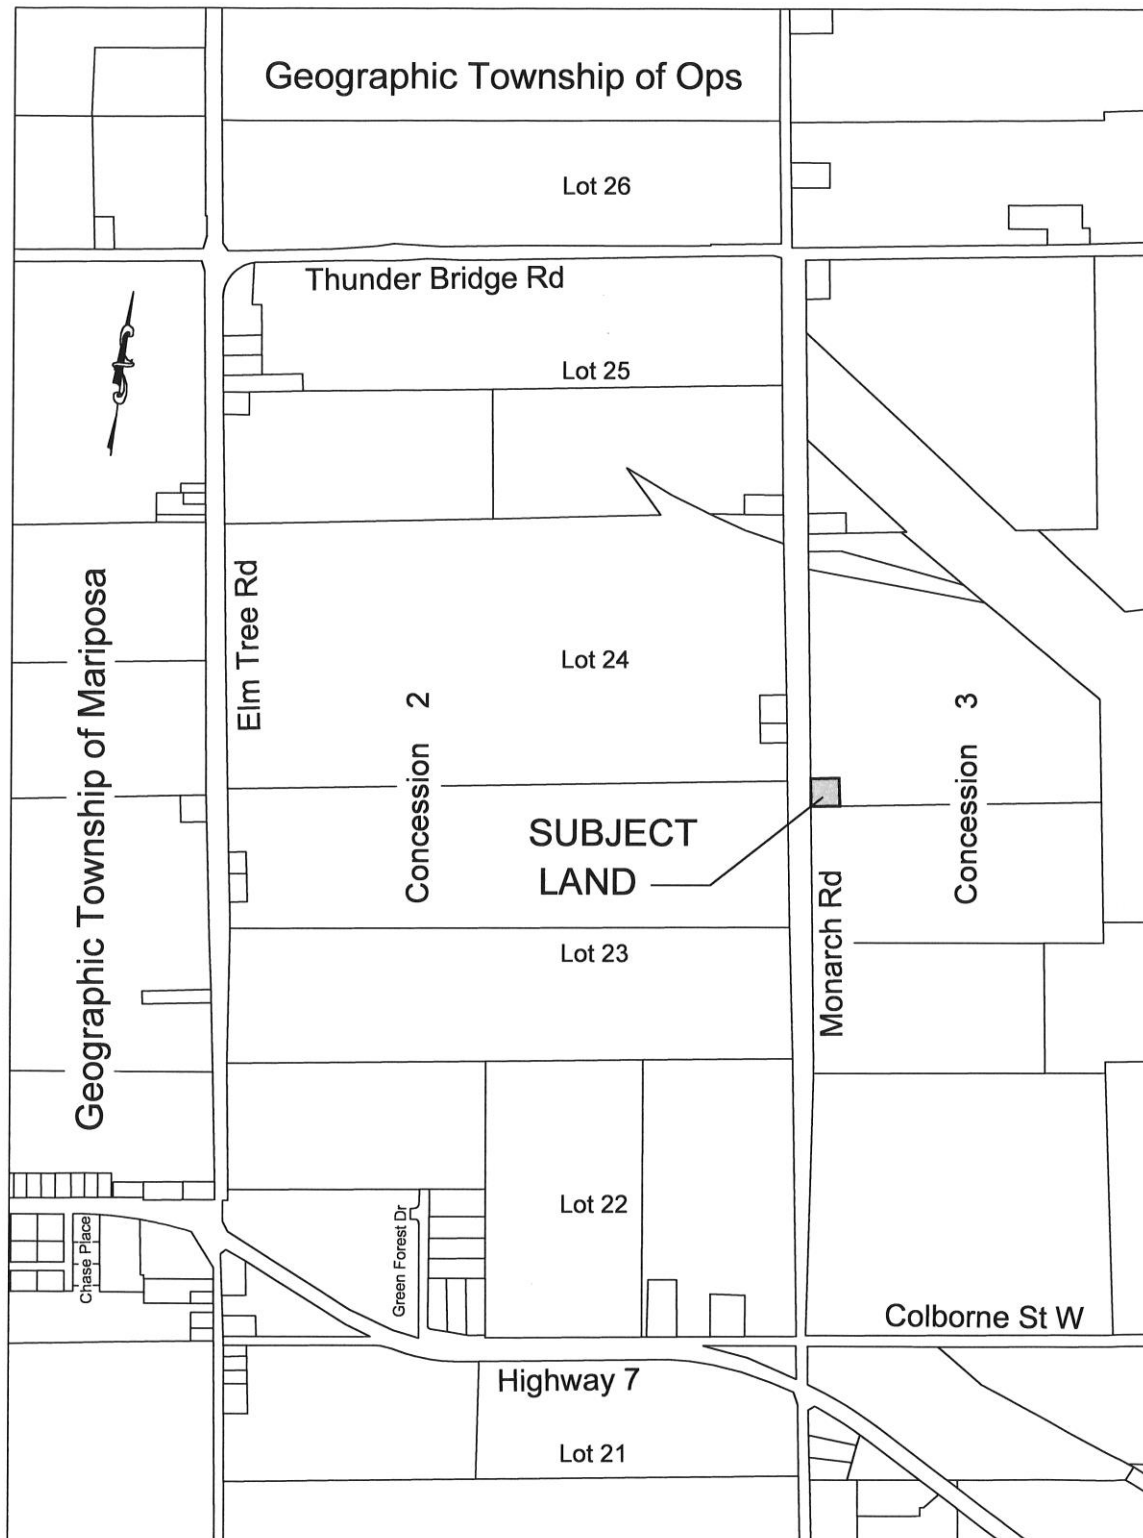 Geographic Township of Ops
Lot 26
Thunder Bridge Rd
Lot 25
Elm Tree Rd
Geographic Township of Mariposa
Lot 24
Concession 2
Concession 3
SUBJECT
LAND
Monarch Rd
Lot 23
Lot 22
Green Forest Dr
Chase Place
Colborne St W
Highway 7
Lot 21